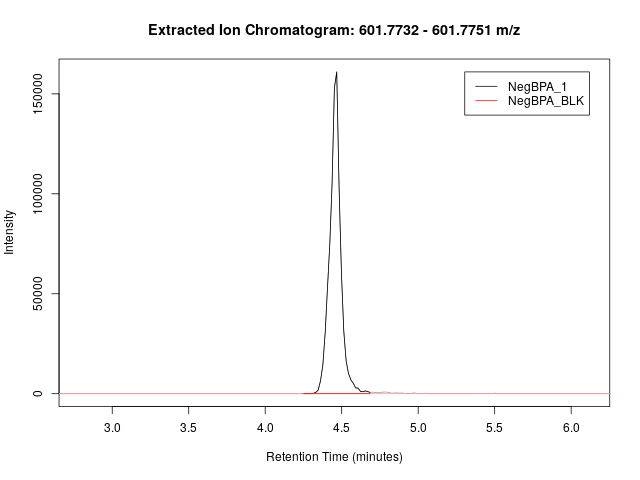 Extracted Ion Chromatogram: 601.7732 - 601.7751 m/z
NegBPA_1
NegBPA_BLK
Intensity
150000
100000
50000
0
3.0 3.5 4.0 4.5 5.0 5.5 6.0
Retention Time (minutes)